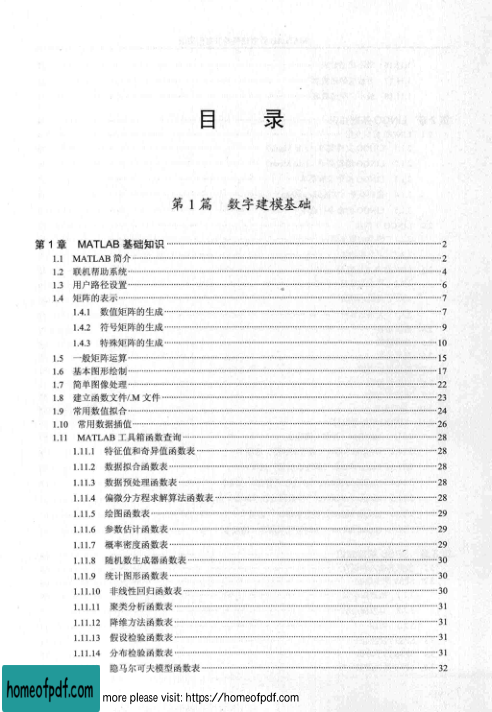 目 录
第 1 篇 数字建模基础
第 1 章 MATLAB 基础知识 2
1.1 MATLAB 简介 2
1.2 联机帮助系统 4
1.3 用户路径设置 6
1.4 矩阵的表示 7
1.4.1 数值矩阵的生成 7
1.4.2 符号矩阵的生成 9
1.4.3 特殊矩阵的生成 10
1.5 一般矩阵运算 15
1.6 基本图形绘制 17
1.7 简单图像处理 22
1.8 建立函数文件/.M 文件 23
1.9 常用数值拟合 24
1.10 常用数据插值 26
1.11 MATLAB 工具箱函数查询 28
1.11.1 特征值和奇异值函数表 28
1.11.2 数据拟合函数表 28
1.11.3 数据预处理函数表 28
1.11.4 偏微分方程求解算法函数表 28
1.11.5 绘图函数表 29
1.11.6 参数估计函数表 29
1.11.7 概率密度函数表 29
1.11.8 随机数生成器函数表 30
1.11.9 统计图形函数表 30
1.11.10 非线性回归函数表 30
1.11.11 聚类分析函数表 31
1.11.12 降维方法函数表 31
1.11.13 假设检验函数表 31
1.11.14 分布检验函数表 31
隐马尔可夫模型函数表 32
homeofpdf.com more please visit: https://homeofpdf.com